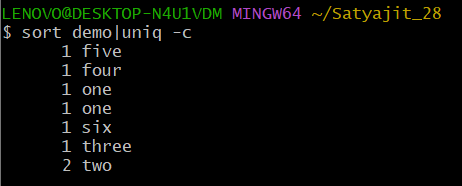 LENOVO@DESKTOP-N4U1VDM MINGW64 ~/Satyajit_28
$ sort demo|uniq -c
      1 five
      1 four
      1 one
      1 one
      1 six
      1 three
      2 two